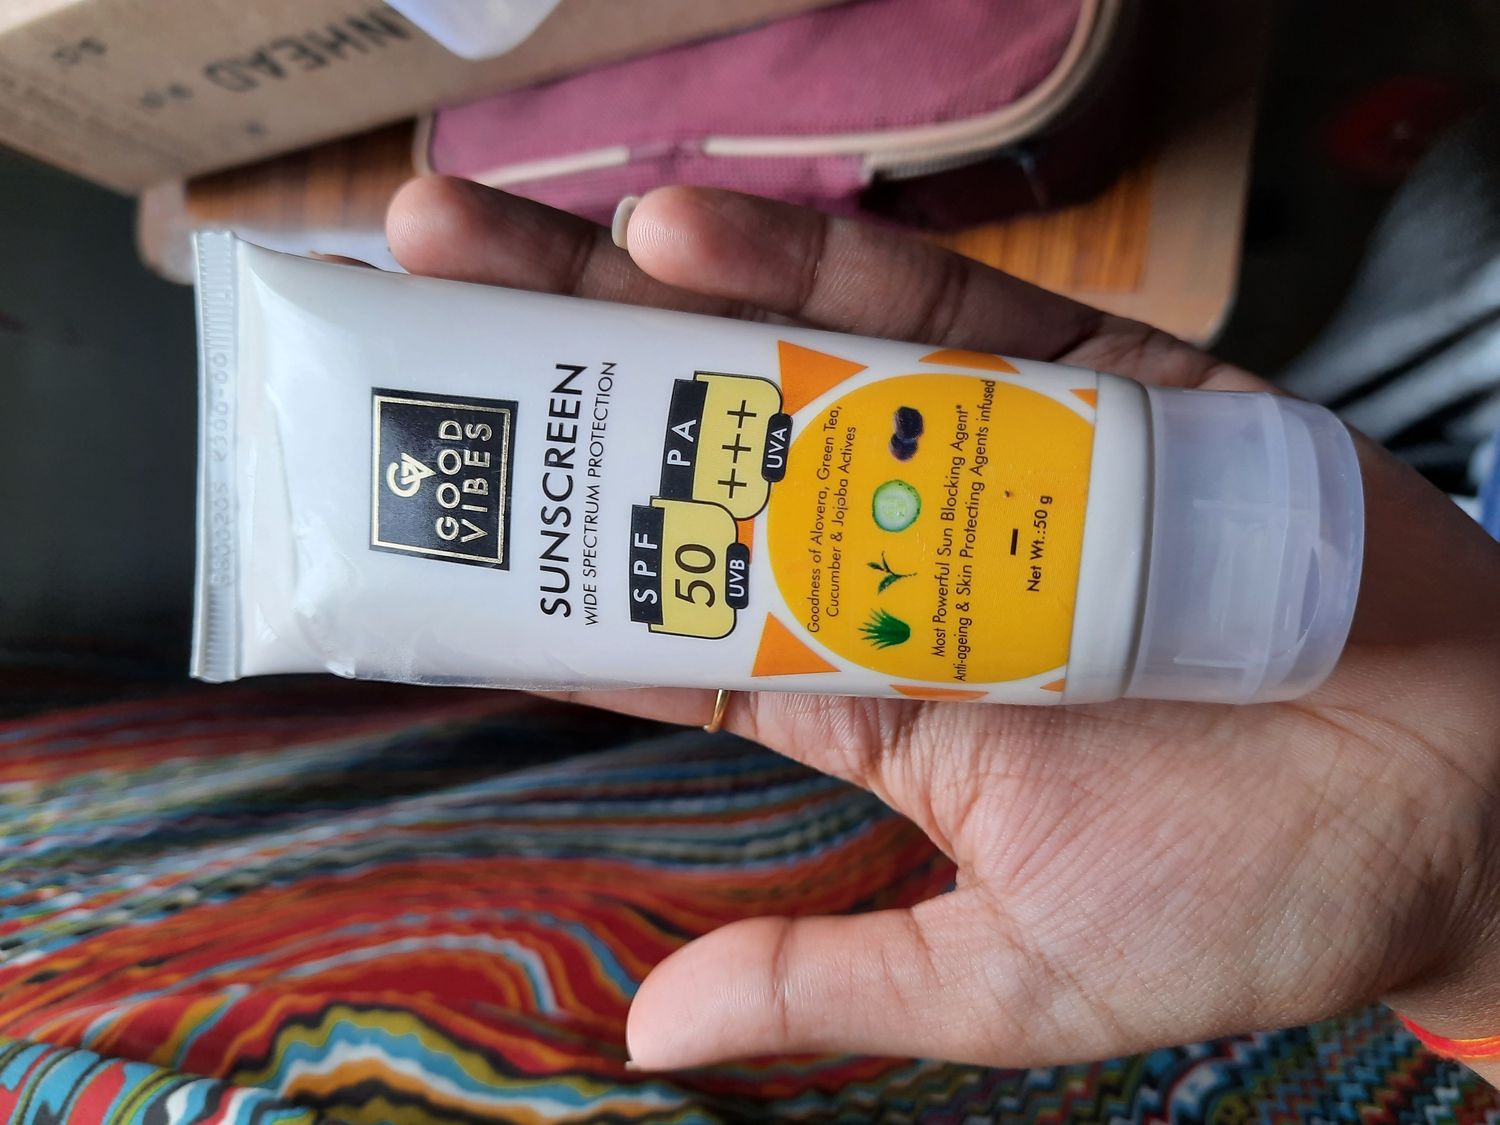 GOOD
VIBES
SUNSCREEN
WIDE SPECTRUM PROTECTION
SPF
50
UVB
PA
+++
UVA
Goodness of Alovera, Green Tea,
Cucumber & Jojoba Actives
Most Powerful Sun Blocking Agent*
Anti-ageing & Skin Protecting Agents infused
Net Wt.:50 g
NHEAD